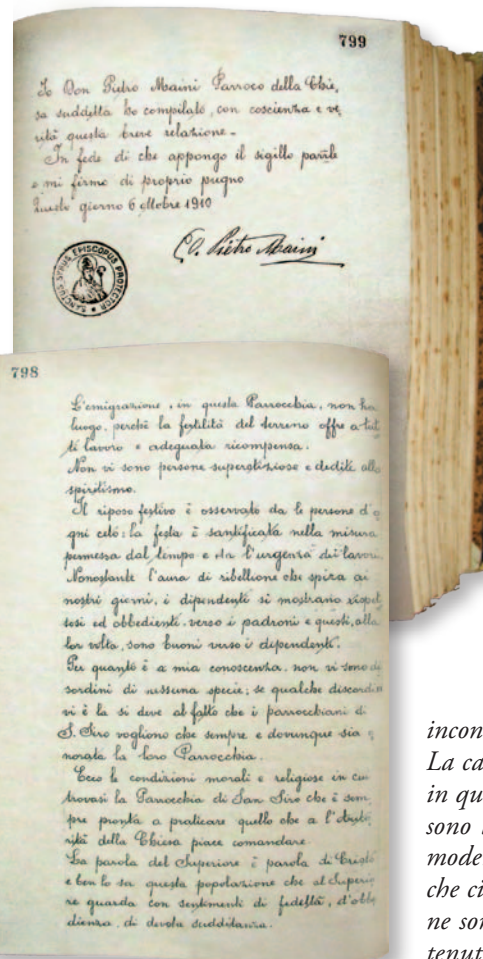 799
Io Don Pietro Maini Parroco della Chie,
sa suddetta ho compilato, con coscienza e ve,
rità questa breve relazione.
In fede di che appongo il sigillo parrle
e mi firmo di proprio pugno
Questo giorno 6 ottobre 1910
D. Pietro Maini
SANCTUS SYRUS EPISCOPUS PROTECTOR
798
L'emigrazione, in questa Parrocchia, non ha
luogo, perchè la fertilità del terreno offre a tut
ti lavoro e adeguata ricompensa.
Non vi sono persone superstiziose e dedite allo
spiritismo.
Il riposo festivo è osservato da le persone d'o
gni ceto: la festa è santificata nella misura
permessa dal tempo e da l'urgenza di lavori.
Nonostante l'aura di ribellione che spira ai
nostri giorni, i dipendenti si mostrano rispet
tosi ed obbedienti verso i padroni e questi, alla
lor volta, sono buoni verso i dipendenti.
Per quanto è a mia conoscenza, non vi sono di
sordini di nissuna specie; se qualche discordia
vi è la si deve al fatto che i parrocchiani di
S. Siro vogliono che sempre e dovunque sia o
norata la loro Parrocchia.
Ecco le condizioni morali e religiose in cui
trovasi la Parrocchia di San Siro che è sem,
pre pronta a praticare quello che a l'Auto
rità della Chiesa piace comandare.
La parola del Superiore è parola di Cristo
e ben lo sa questa popolazione che al Superio
re guarda con sentimenti di fedeltà, d'obbe
dienza, di devota sudditanza.
incon
La ca
in qu
sono
mode
che ci
ne son
tenut